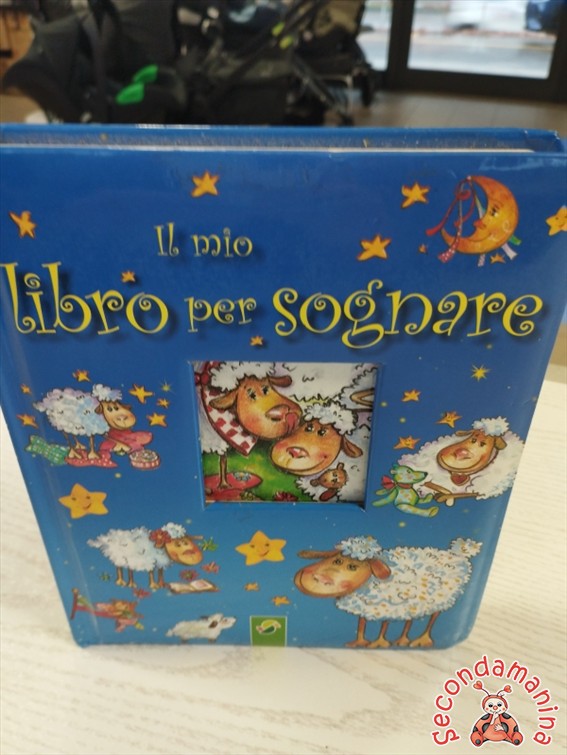 Il mio
libro per sognare
Secondamanina